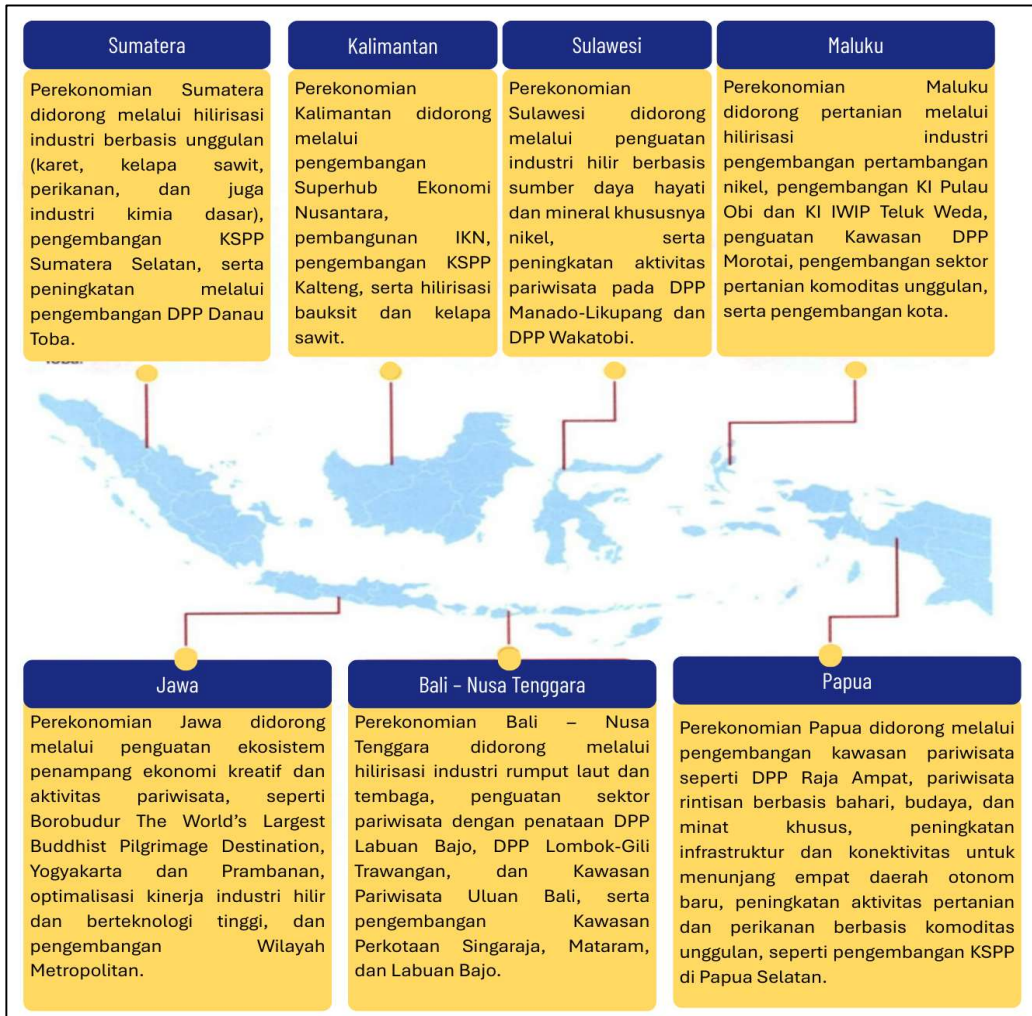 Sumatera
Perekonomian Sumatera
didorong melalui hilirisasi
industri berbasis unggulan
(karet, kelapa sawit,
perikanan, dan juga
industri kimia dasar),
pengembangan KSPP
Sumatera Selatan, serta
peningkatan melalui
pengembangan DPP Danau
Toba.
Kalimantan
Perekonomian
Kalimantan didorong
melalui
pengembangan
Superhub Ekonomi
Nusantara,
pembangunan IKN,
pengembangan KSPP
Kalteng, serta hilirisasi
bauksit dan kelapa
sawit.
Sulawesi
Perekonomian
Sulawesi didorong
melalui penguatan
industri hilir berbasis
sumber daya hayati
dan mineral khususnya
nikel, serta
peningkatan aktivitas
pariwisata pada DPP
Manado-Likupang dan
DPP Wakatobi.
Maluku
Perekonomian Maluku
didorong pertanian melalui
hilirisasi industri
pengembangan pertambangan
nikel, pengembangan KI Pulau
Obi dan KI IWIP Teluk Weda,
penguatan Kawasan DPP
Morotai, pengembangan sektor
pertanian komoditas unggulan,
serta pengembangan kota.
Jawa
Perekonomian Jawa didorong
melalui penguatan ekosistem
penampang ekonomi kreatif dan
aktivitas pariwisata, seperti
Borobudur The World’s Largest
Buddhist Pilgrimage Destination,
Yogyakarta dan Prambanan,
optimalisasi kinerja industri hilir
dan berteknologi tinggi, dan
pengembangan Wilayah
Metropolitan.
Bali – Nusa Tenggara
Perekonomian Bali – Nusa
Tenggara didorong melalui
hilirisasi industri rumput laut dan
tembaga, penguatan sektor
pariwisata dengan penataan DPP
Labuan Bajo, DPP Lombok-Gili
Trawangan, dan Kawasan
Pariwisata Uluan Bali, serta
pengembangan Kawasan
Perkotaan Singaraja, Mataram,
dan Labuan Bajo.
Papua
Perekonomian Papua didorong melalui
pengembangan kawasan pariwisata
seperti DPP Raja Ampat, pariwisata
rintisan berbasis bahari, budaya, dan
minat khusus, peningkatan
infrastruktur dan konektivitas untuk
menunjang empat daerah otonom
baru, peningkatan aktivitas pertanian
dan perikanan berbasis komoditas
unggulan, seperti pengembangan KSPP
di Papua Selatan.